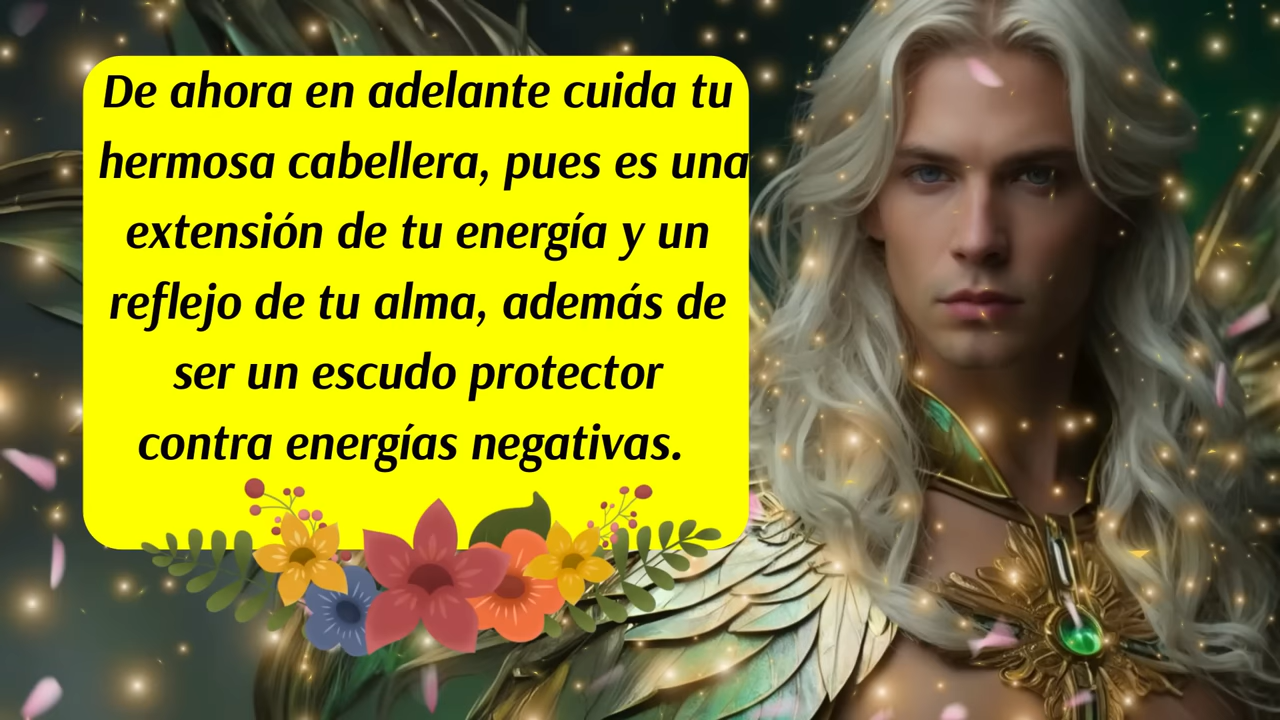 De ahora en adelante cuida tu
hermosa cabellera, pues es una
extensión de tu energía y un
reflejo de tu alma, además de
ser un escudo protector
contra energías negativas.